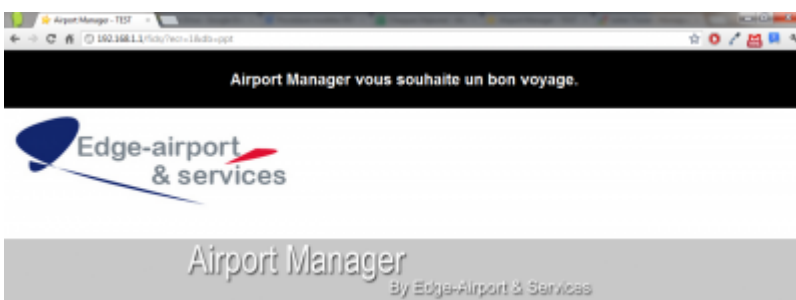 Airport Manager - TEST
192.168.1.1
Airport Manager vous souhaite un bon voyage.
Edge-airport
& services
Airport Manager
By Edge-Airport & Services